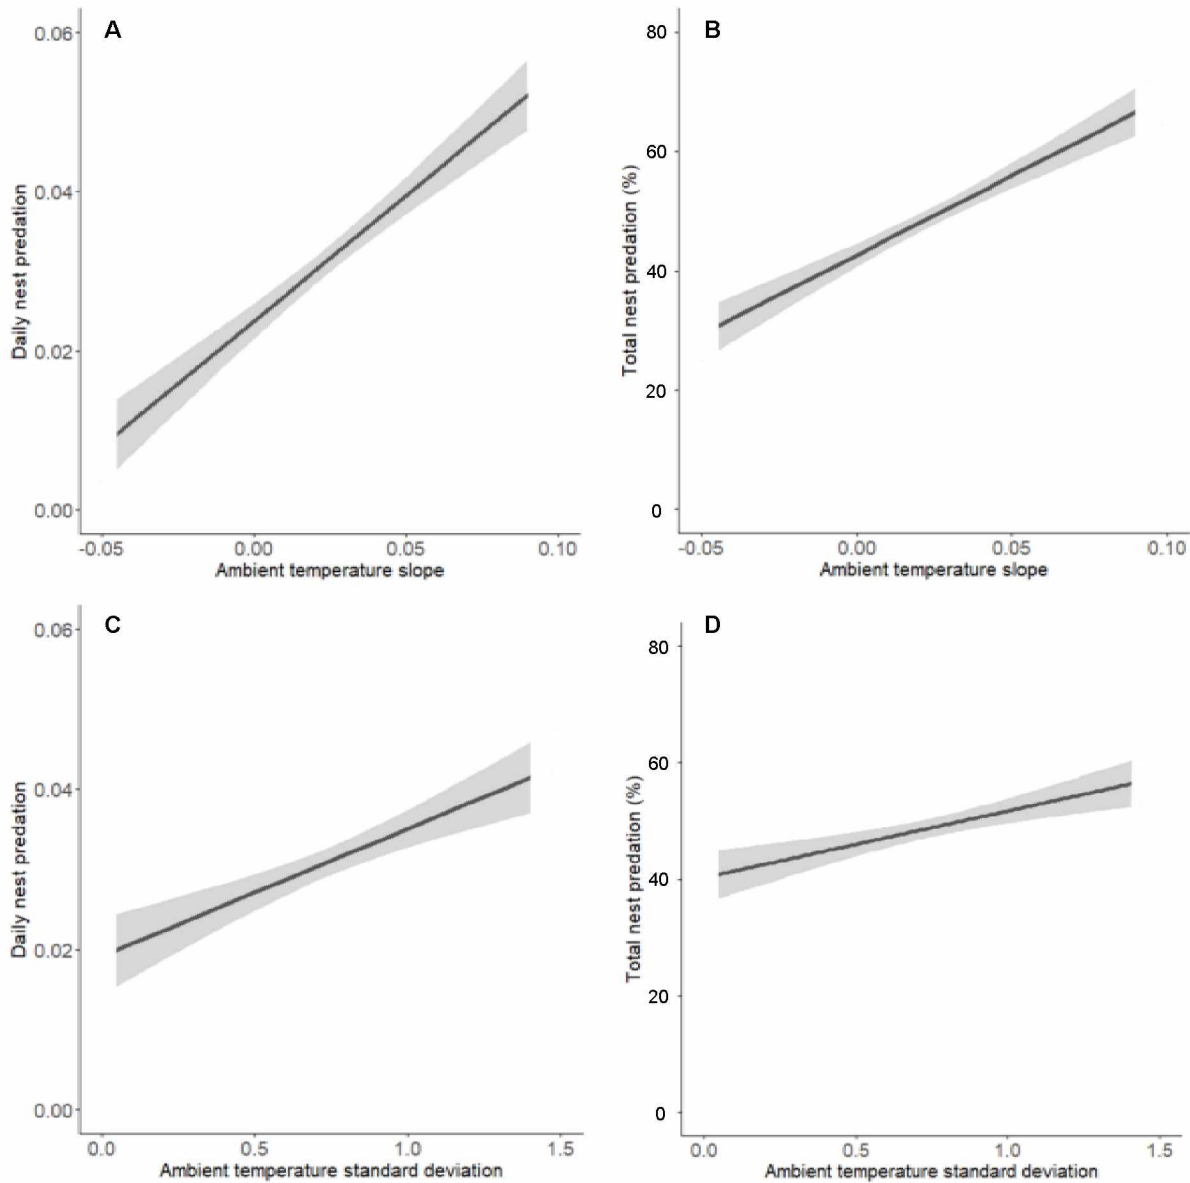 A
0.06
0.04
0.02
0.00
Daily nest predation
-0.05 0.00 0.05 0.10
Ambient temperature slope
B
80
60
40
20
0
Total nest predation (%)
-0.05 0.00 0.05 0.10
Ambient temperature slope
C
0.06
0.04
0.02
0.00
Daily nest predation
0.0 0.5 1.0 1.5
Ambient temperature standard deviation
D
80
60
40
20
0
Total nest predation (%)
0.0 0.5 1.0 1.5
Ambient temperature standard deviation